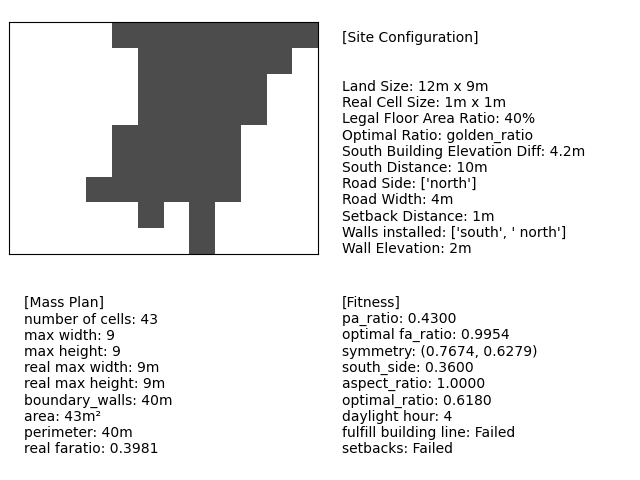 [Site Configuration]
Land Size: 12m x 9m
Real Cell Size: 1m x 1m
Legal Floor Area Ratio: 40%
Optimal Ratio: golden_ratio
South Building Elevation Diff: 4.2m
South Distance: 10m
Road Side: ['north']
Road Width: 4m
Setback Distance: 1m
Walls installed: ['south', ' north']
Wall Elevation: 2m
[Mass Plan]
number of cells: 43
max width: 9
max height: 9
real max width: 9m
real max height: 9m
boundary_walls: 40m
area: 43m²
perimeter: 40m
real faratio: 0.3981
[Fitness]
pa_ratio: 0.4300
optimal fa_ratio: 0.9954
symmetry: (0.7674, 0.6279)
south_side: 0.3600
aspect_ratio: 1.0000
optimal_ratio: 0.6180
daylight hour: 4
fulfill building line: Failed
setbacks: Failed